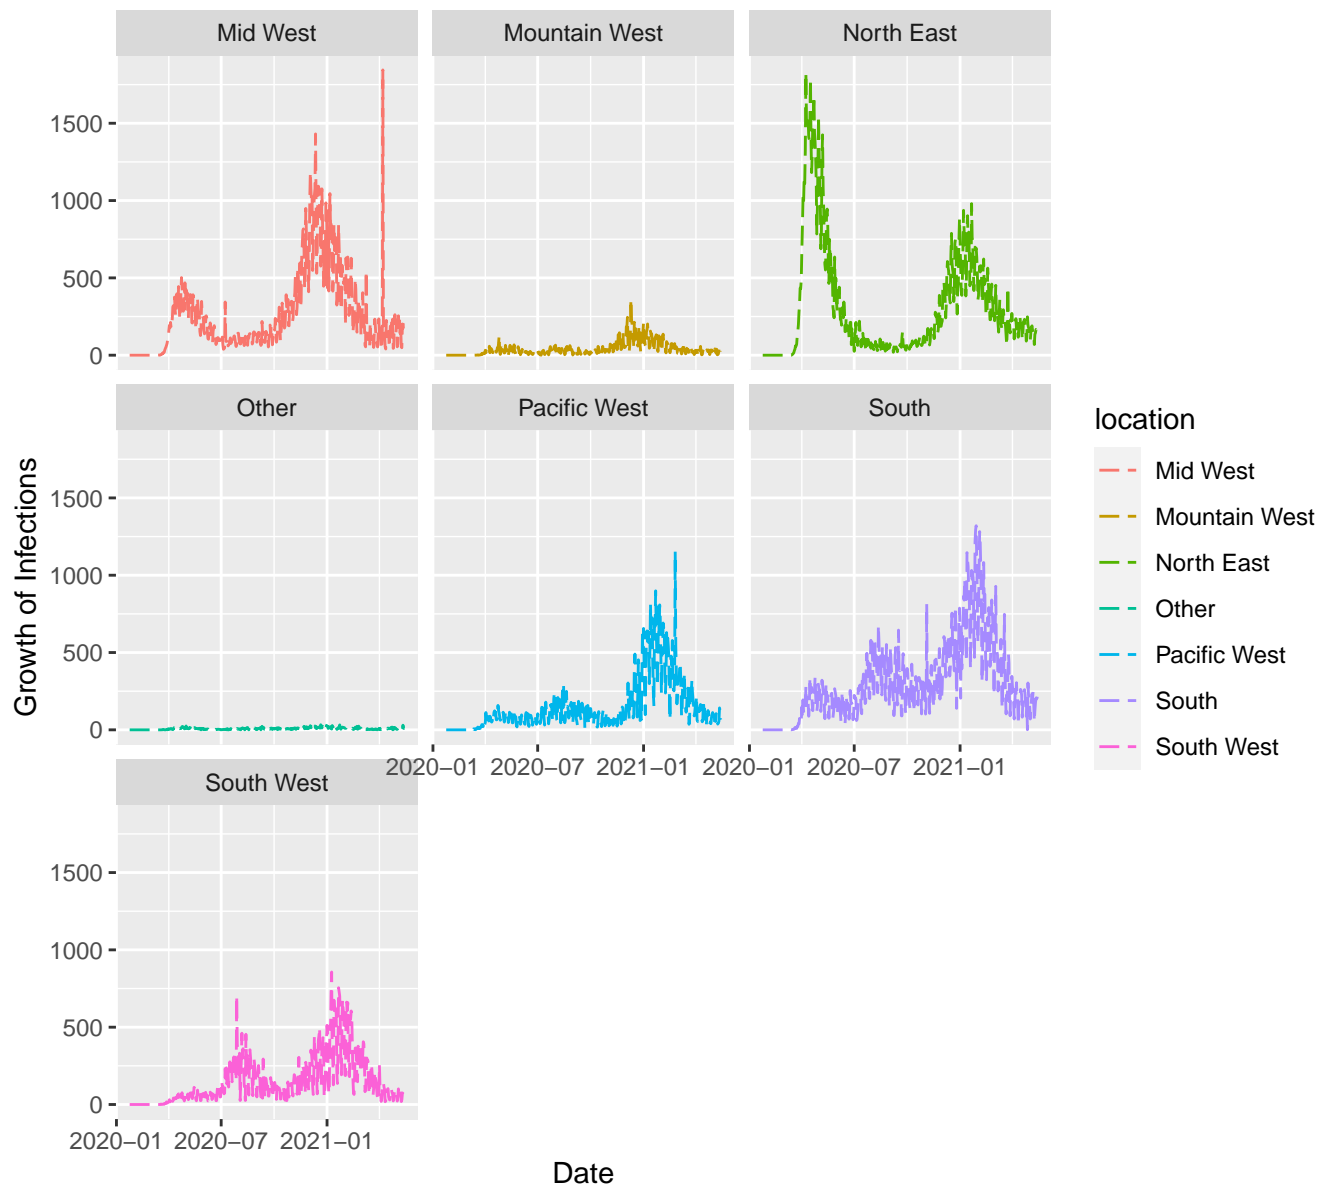 Mid West
Mountain West
North East
1500
1000
500
0
Other
Pacific West
South
1500
1000
500
0
2020−01
2020−07
2021−01
2020−01
2020−07
2021−01
South West
1500
1000
500
0
2020−01
2020−07
2021−01
Date
Growth of Infections
location
Mid West
Mountain West
North East
Other
Pacific West
South
South West